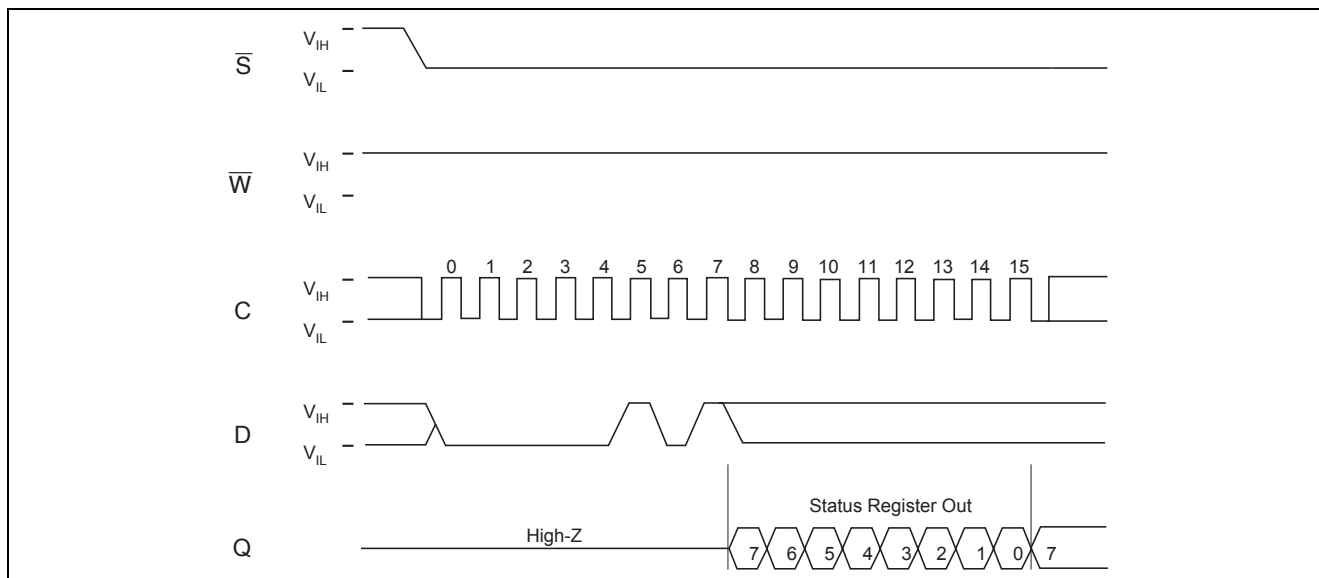 V_IH
S̅
V_IL
V_IH
W̅
V_IL
0 1 2 3 4 5 6 7 8 9 10 11 12 13 14 15
V_IH
C
V_IL
V_IH
D
V_IL
Status Register Out
High-Z
Q
7 6 5 4 3 2 1 0 7